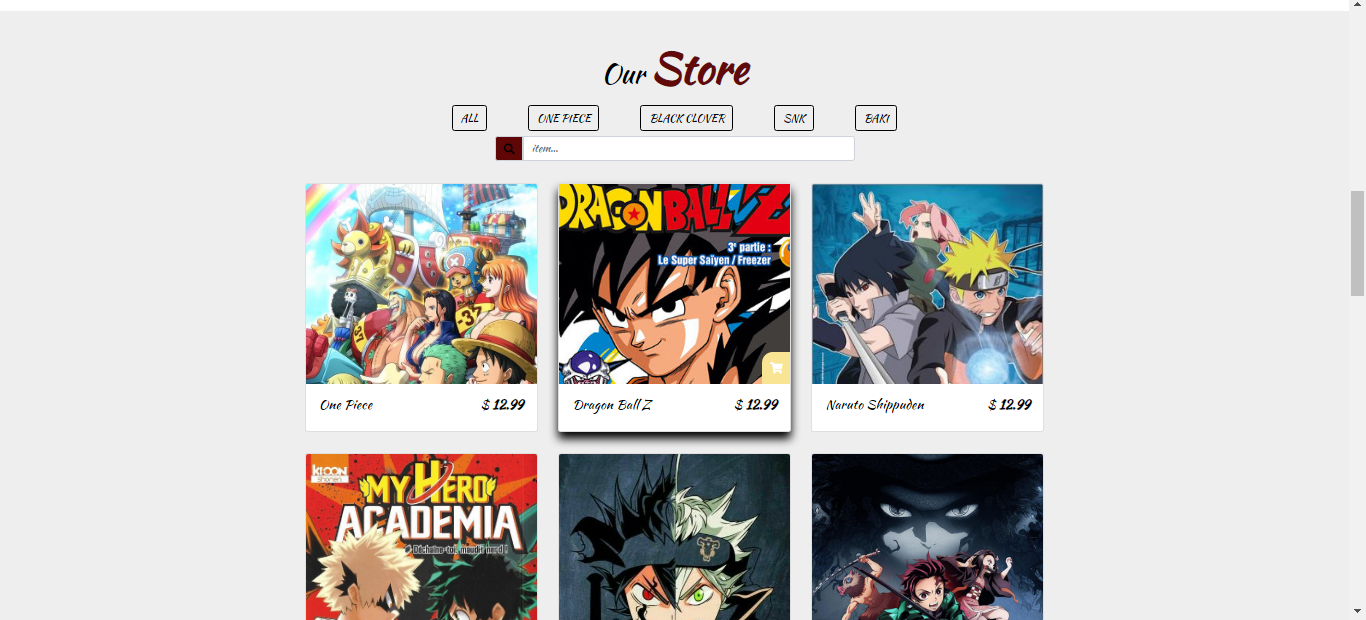 Our Store
ALL
ONE PIECE
BLACK CLOVER
SNK
BAKI
item...
DRAGON BALL Z
3e partie :
Le Super Saïyen / Freezer
37
One Piece
$ 12.99
Dragon Ball Z
$ 12.99
Naruto Shippuden
$ 12.99
ki-oon
shonen
MY HERO
ACADEMIA
Déchaîne-toi, maudit nerd !